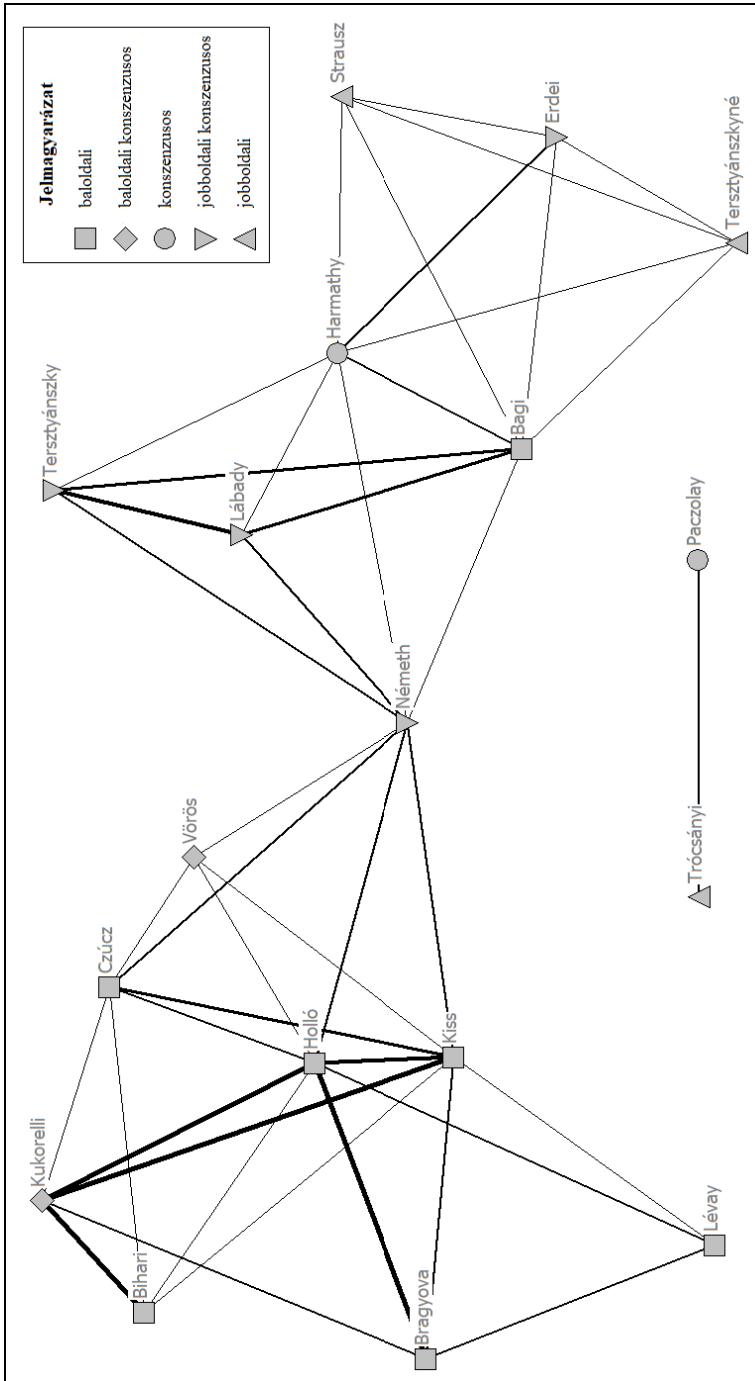 Jelmagyarázat
baloldali
baloldali konszenzusos
konszenzusos
jobboldali konszenzusos
jobboldali
Kukorelli
Bihari
Bragyova
Lévay
Czúcz
Holló
Kiss
Vörös
Németh
Trócsányi
Paczolay
Tersztyánszky
Lábady
Bagi
Harmathy
Strausz
Erdei
Tersztyánszkyné